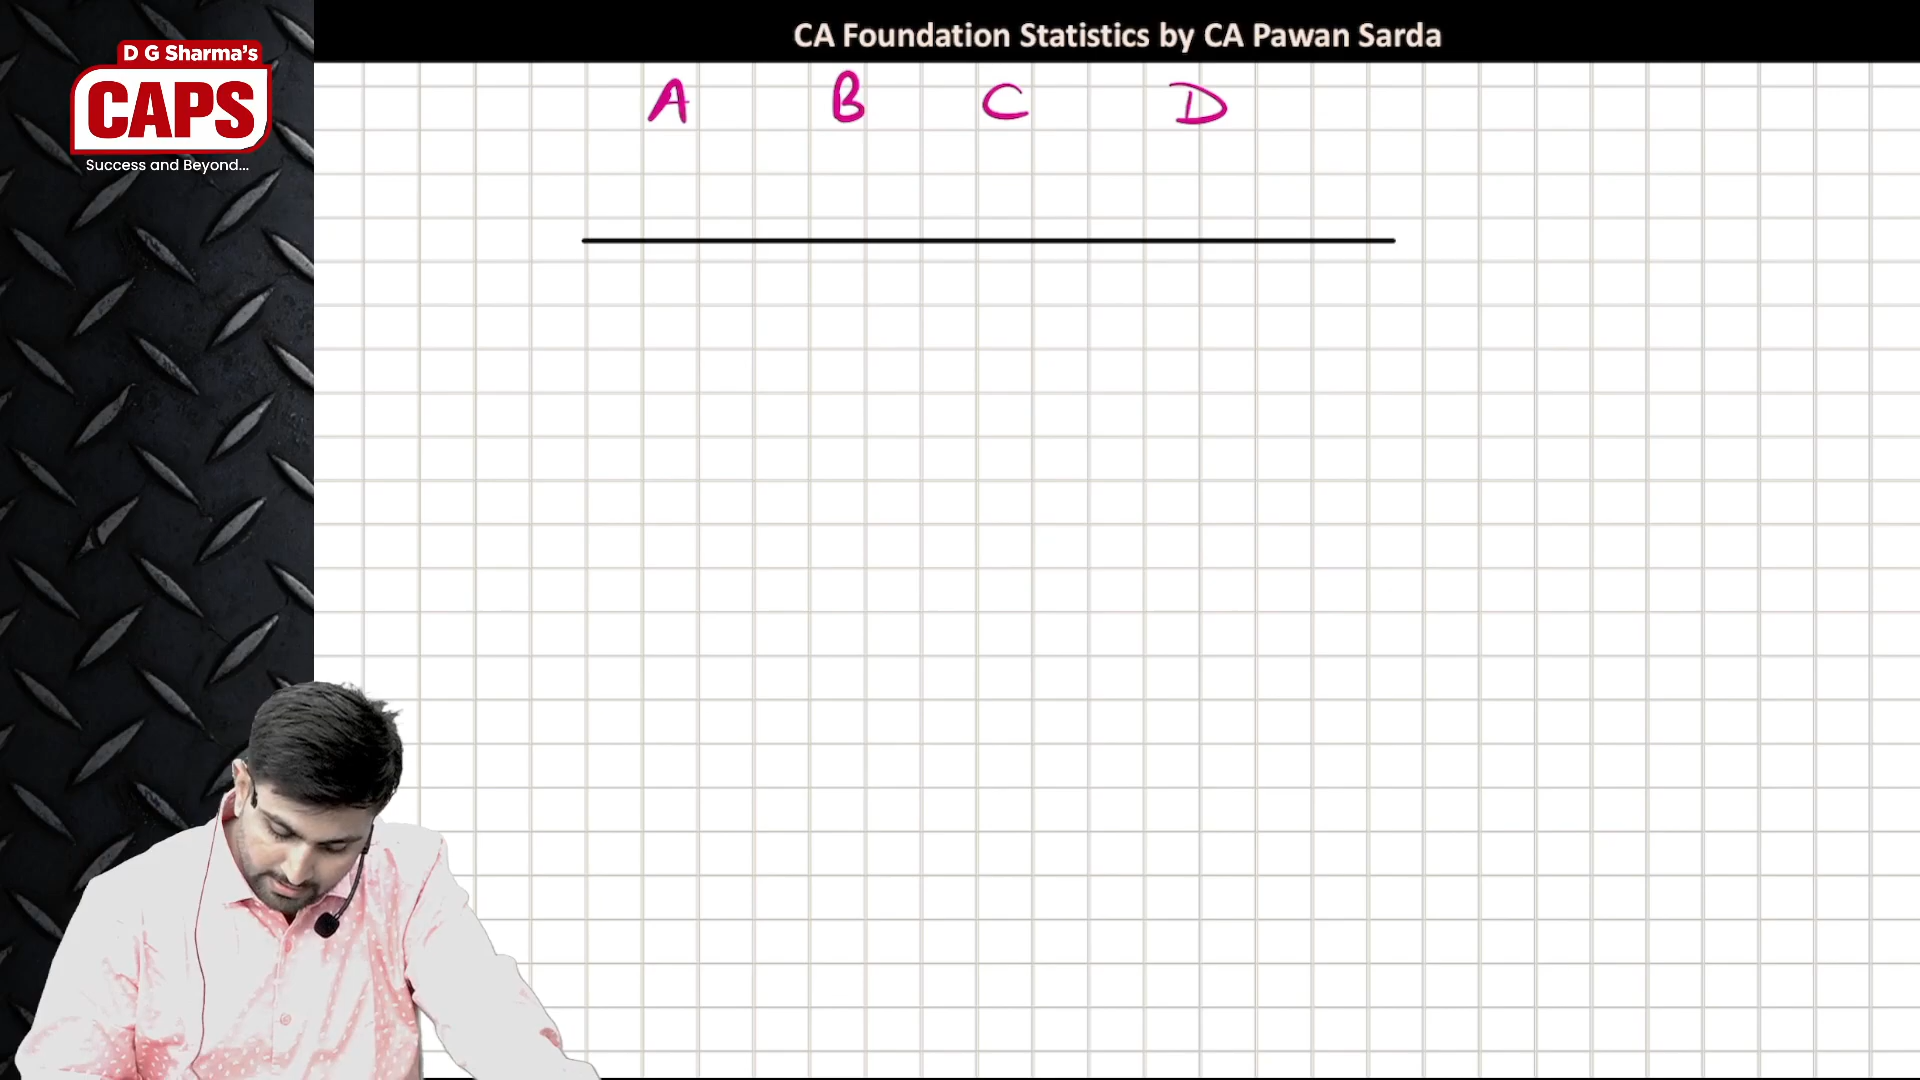 CA Foundation Statistics by CA Pawan Sarda
D G Sharma's
CAPS
Success and Beyond...
A B C D